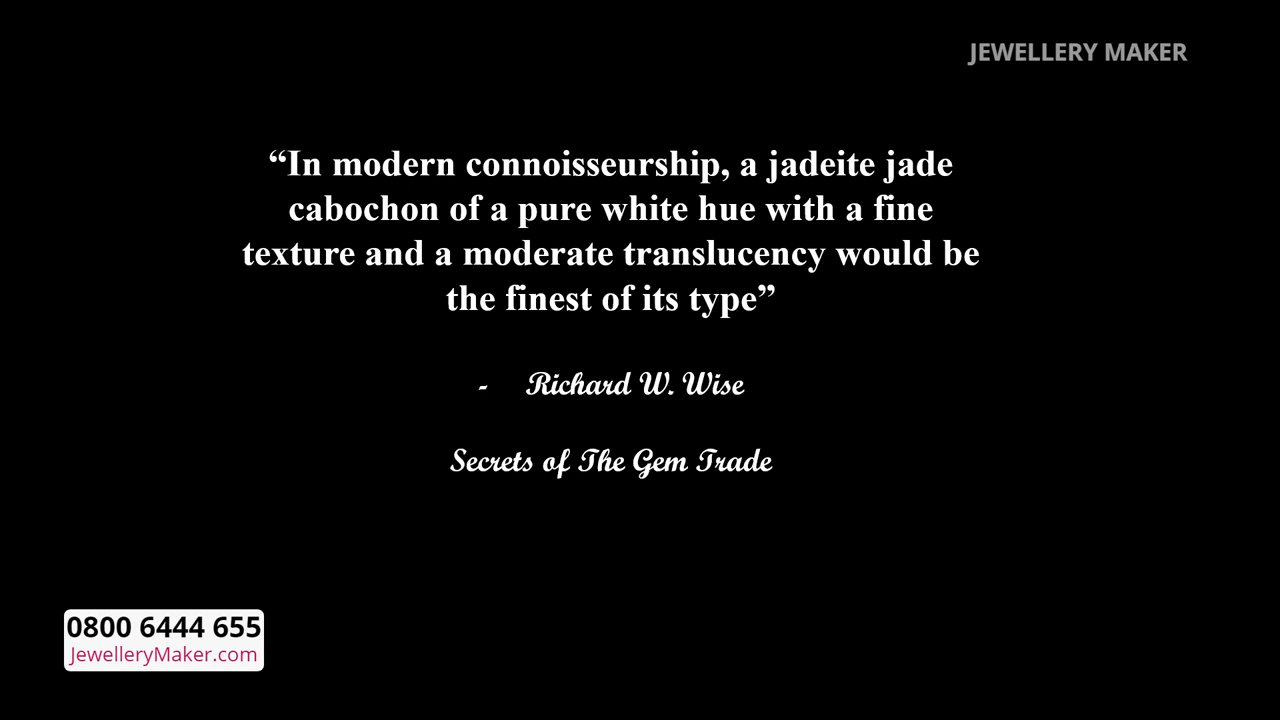 JEWELLERY MAKER
“In modern connoisseurship, a jadeite jade
cabochon of a pure white hue with a fine
texture and a moderate translucency would be
the finest of its type”
- Richard W. Wise
Secrets of The Gem Trade
0800 6444 655
JewelleryMaker.com